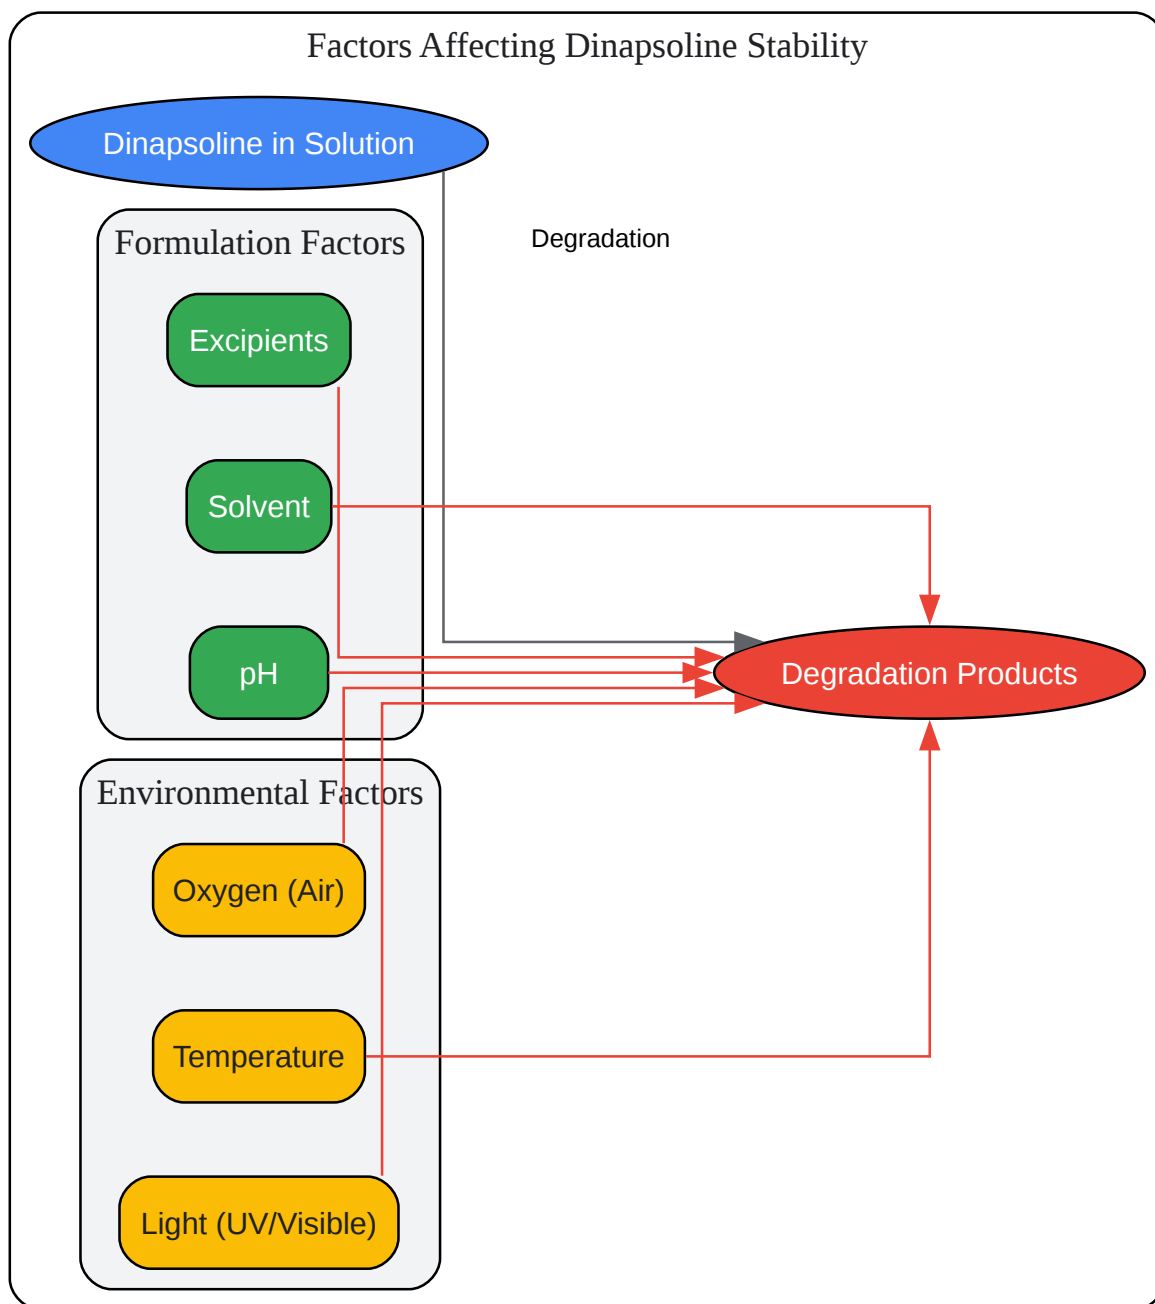 Factors Affecting Dinapsoline Stability
Dinapsoline in Solution
Formulation Factors
Degradation
Excipients
Solvent
pH
Degradation Products
Environmental Factors
Oxygen (Air)
Temperature
Light (UV/Visible)